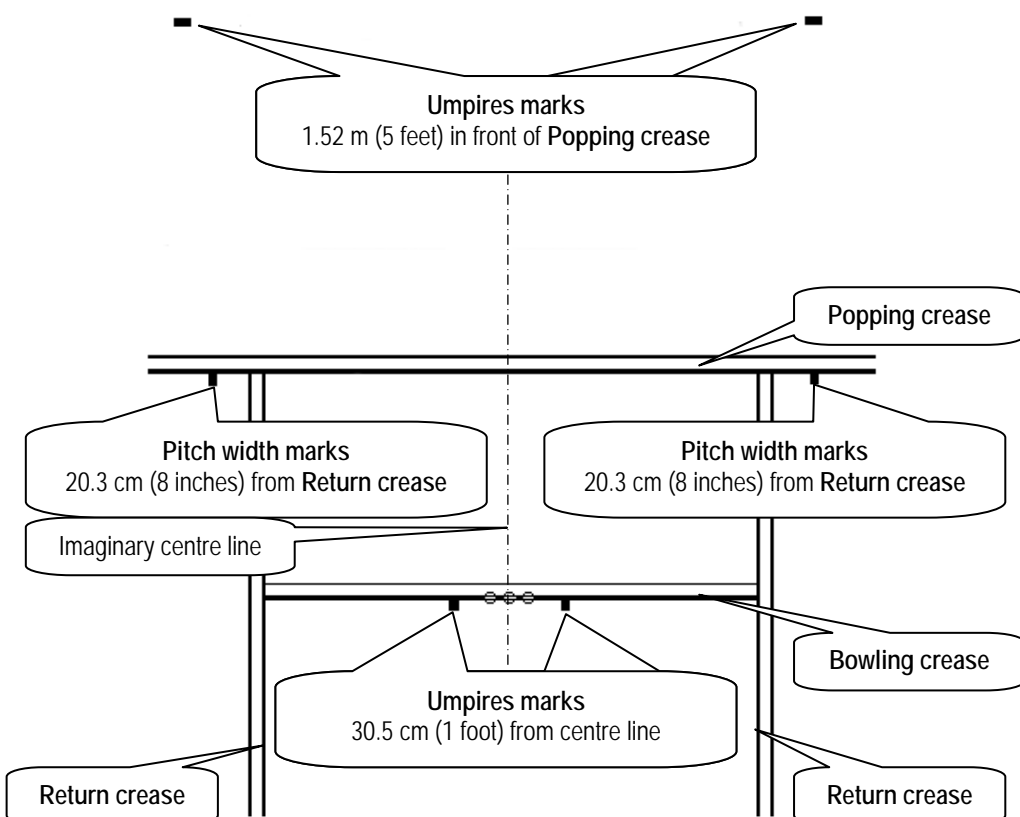 Umpires marks
1.52 m (5 feet) in front of Popping crease
Popping crease
Pitch width marks
20.3 cm (8 inches) from Return crease
Pitch width marks
20.3 cm (8 inches) from Return crease
Imaginary centre line
Bowling crease
Umpires marks
30.5 cm (1 foot) from centre line
Return crease
Return crease